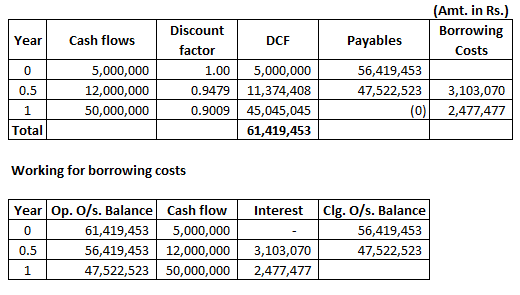 (Amt. in Rs.)
Year Cash flows Discount factor DCF Payables Borrowing Costs
0 5,000,000 1.00 5,000,000 56,419,453
0.5 12,000,000 0.9479 11,374,408 47,522,523 3,103,070
1 50,000,000 0.9009 45,045,045 (0) 2,477,477
Total 61,419,453
Working for borrowing costs
Year Op. O/s. Balance Cash flow Interest Clg. O/s. Balance
0 61,419,453 5,000,000 - 56,419,453
0.5 56,419,453 12,000,000 3,103,070 47,522,523
1 47,522,523 50,000,000 2,477,477